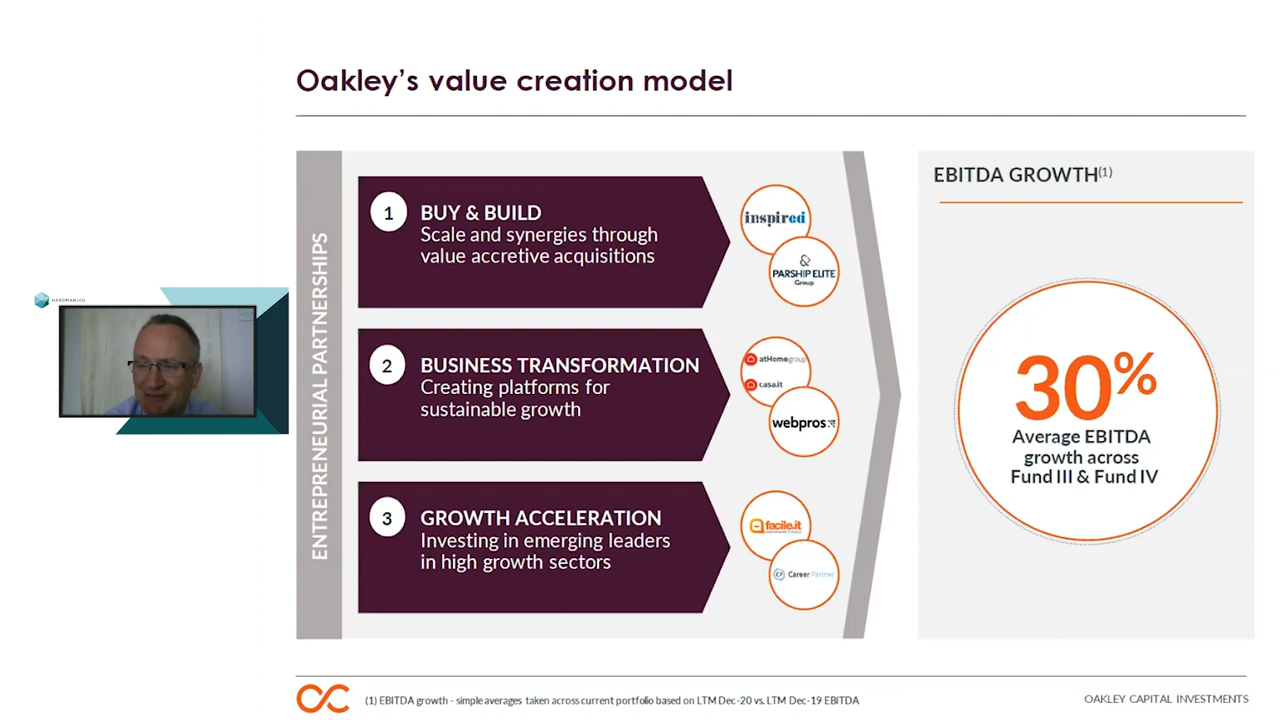 Oakley's value creation model
HARDMAN&CO.
ENTREPRENEURIAL PARTNERSHIPS
1
BUY & BUILD
Scale and synergies through
value accretive acquisitions
inspired
PARSHIP ELITE
Group
2
BUSINESS TRANSFORMATION
Creating platforms for
sustainable growth
atHomegroup
casa.it
webpros
3
GROWTH ACCELERATION
Investing in emerging leaders
in high growth sectors
facile.it
CP Career Partner
EBITDA GROWTH(1)
30%
Average EBITDA
growth across
Fund III & Fund IV
(1) EBITDA growth - simple averages taken across current portfolio based on LTM Dec-20 vs. LTM Dec-19 EBITDA
OAKLEY CAPITAL INVESTMENTS